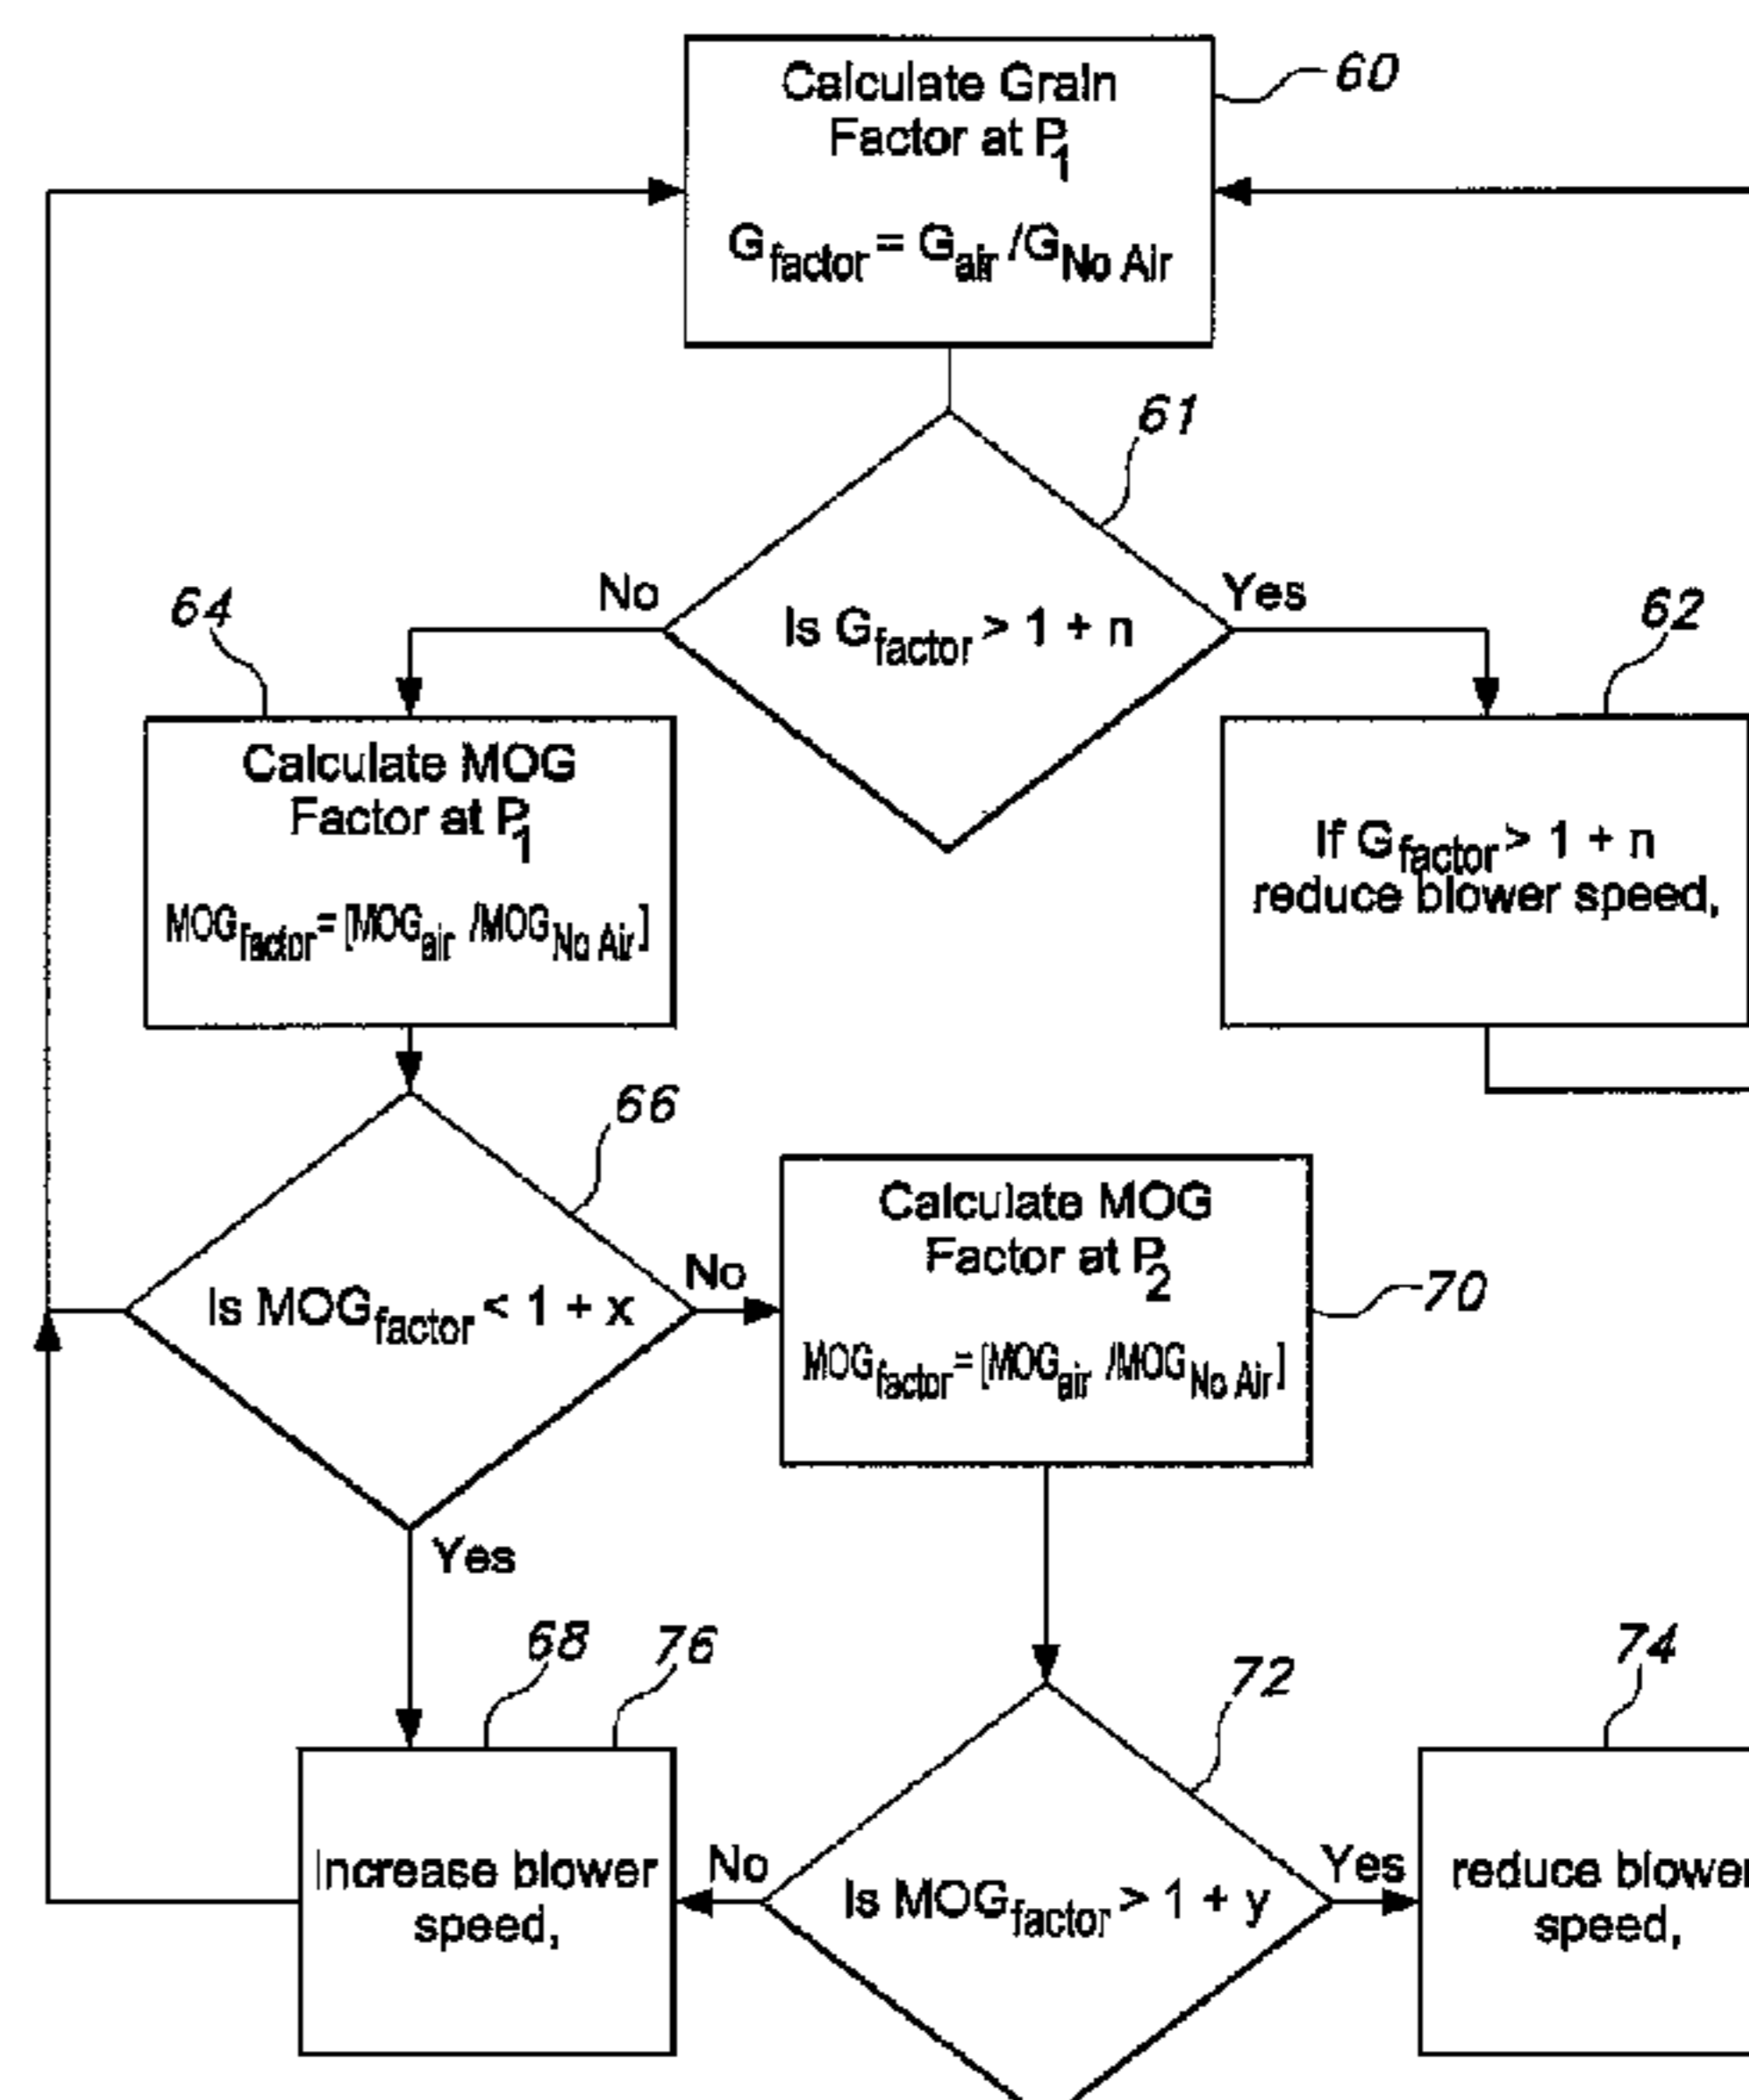 Calculate Grain
Factor at P1
Gfactor = Gair /GNo Air
60
61
No
Is Gfactor > 1 + n
Yes
64
Calculate MOG
Factor at P1
MOGfactor = [MOGair /MOGNo Air]
62
If Gfactor > 1 + n
reduce blower speed,
66
Is MOGfactor < 1 + x
No
Yes
Calculate MOG
Factor at P2
MOGfactor = [MOGair /MOGNo Air]
70
68
76
Increase blower
speed,
72
No
Is MOGfactor > 1 + y
Yes
74
reduce blower
speed,